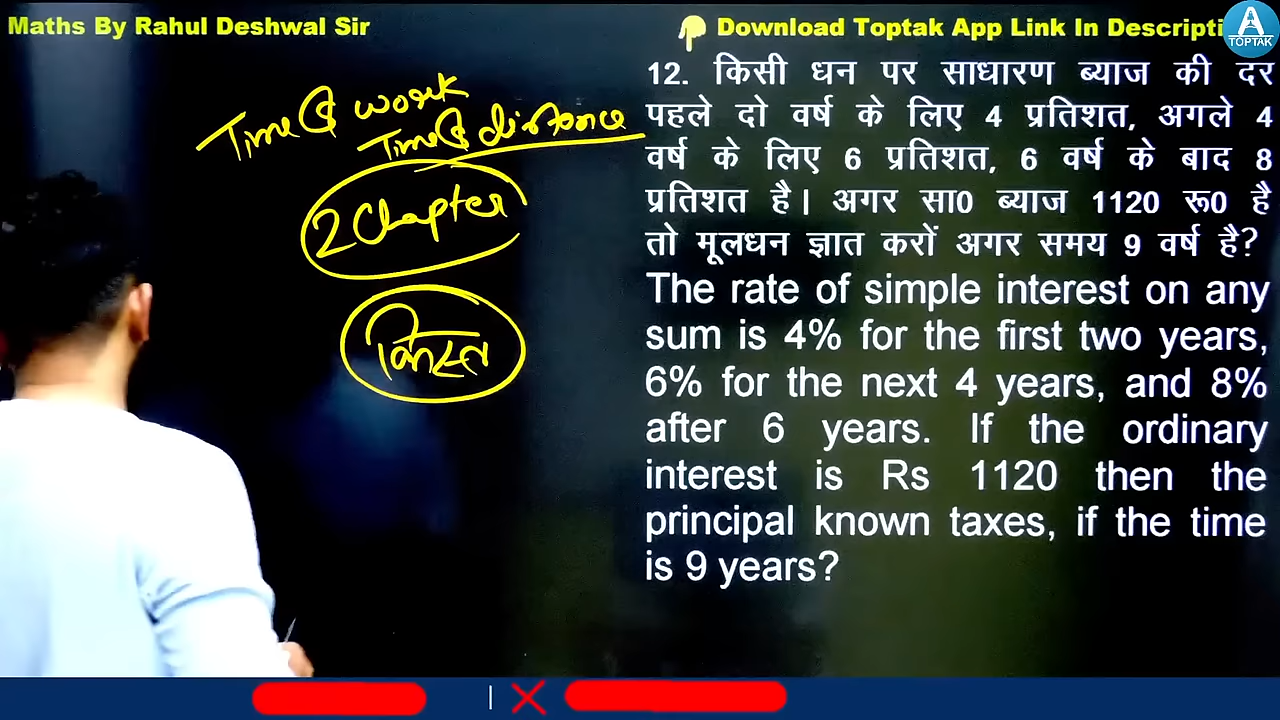 Maths By Rahul Deshwal Sir
Download Toptak App Link In Descripti
A
TOPTAK
Time & work
Time & distance
2 Chapter
किस्त
12. किसी धन पर साधारण ब्याज की दर
पहले दो वर्ष के लिए 4 प्रतिशत, अगले 4
वर्ष के लिए 6 प्रतिशत, 6 वर्ष के बाद 8
प्रतिशत है। अगर सा0 ब्याज 1120 रू0 है
तो मूलधन ज्ञात करों अगर समय 9 वर्ष है?
The rate of simple interest on any
sum is 4% for the first two years,
6% for the next 4 years, and 8%
after 6 years. If the ordinary
interest is Rs 1120 then the
principal known taxes, if the time
is 9 years?